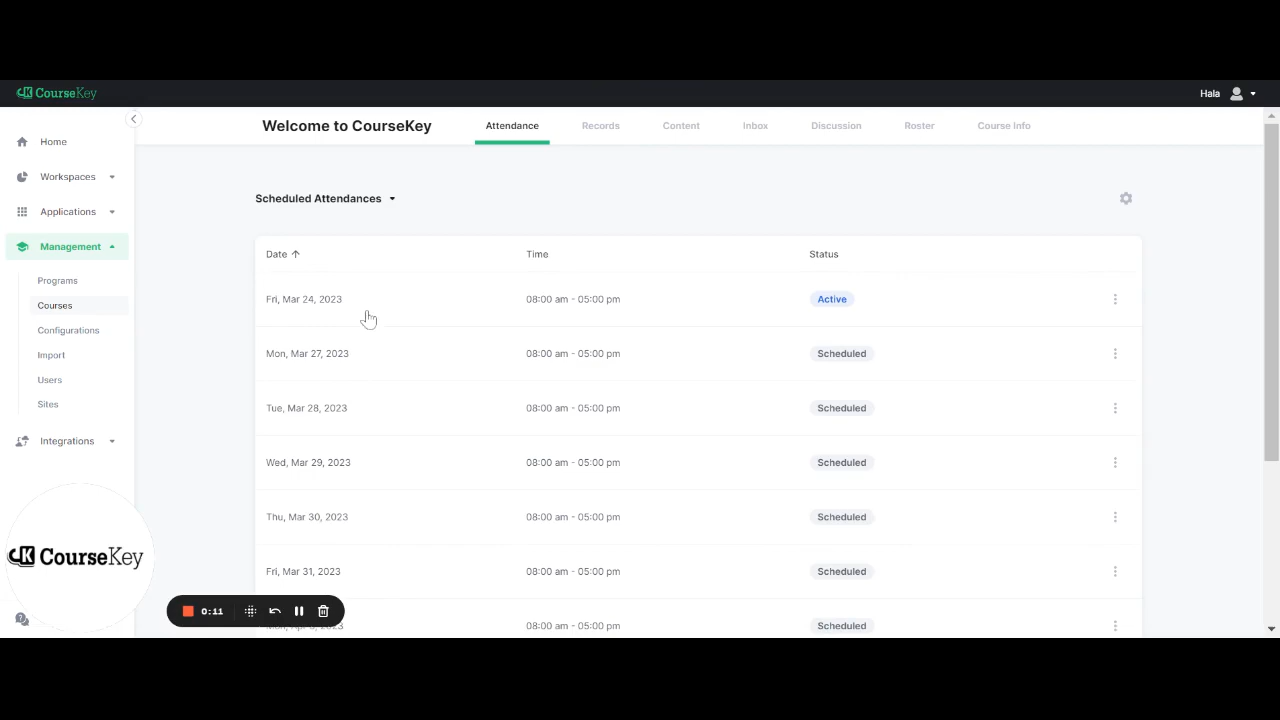 CourseKey
Hala
Welcome to CourseKey
Attendance
Records
Content
Inbox
Discussion
Roster
Course Info
Home
Workspaces
Applications
Management
Programs
Courses
Configurations
Import
Users
Sites
Integrations
Scheduled Attendances
Date Time Status
Fri, Mar 24, 2023 08:00 am - 05:00 pm Active
Mon, Mar 27, 2023 08:00 am - 05:00 pm Scheduled
Tue, Mar 28, 2023 08:00 am - 05:00 pm Scheduled
Wed, Mar 29, 2023 08:00 am - 05:00 pm Scheduled
Thu, Mar 30, 2023 08:00 am - 05:00 pm Scheduled
Fri, Mar 31, 2023 08:00 am - 05:00 pm Scheduled
08:00 am - 05:00 pm Scheduled
CourseKey
0:11